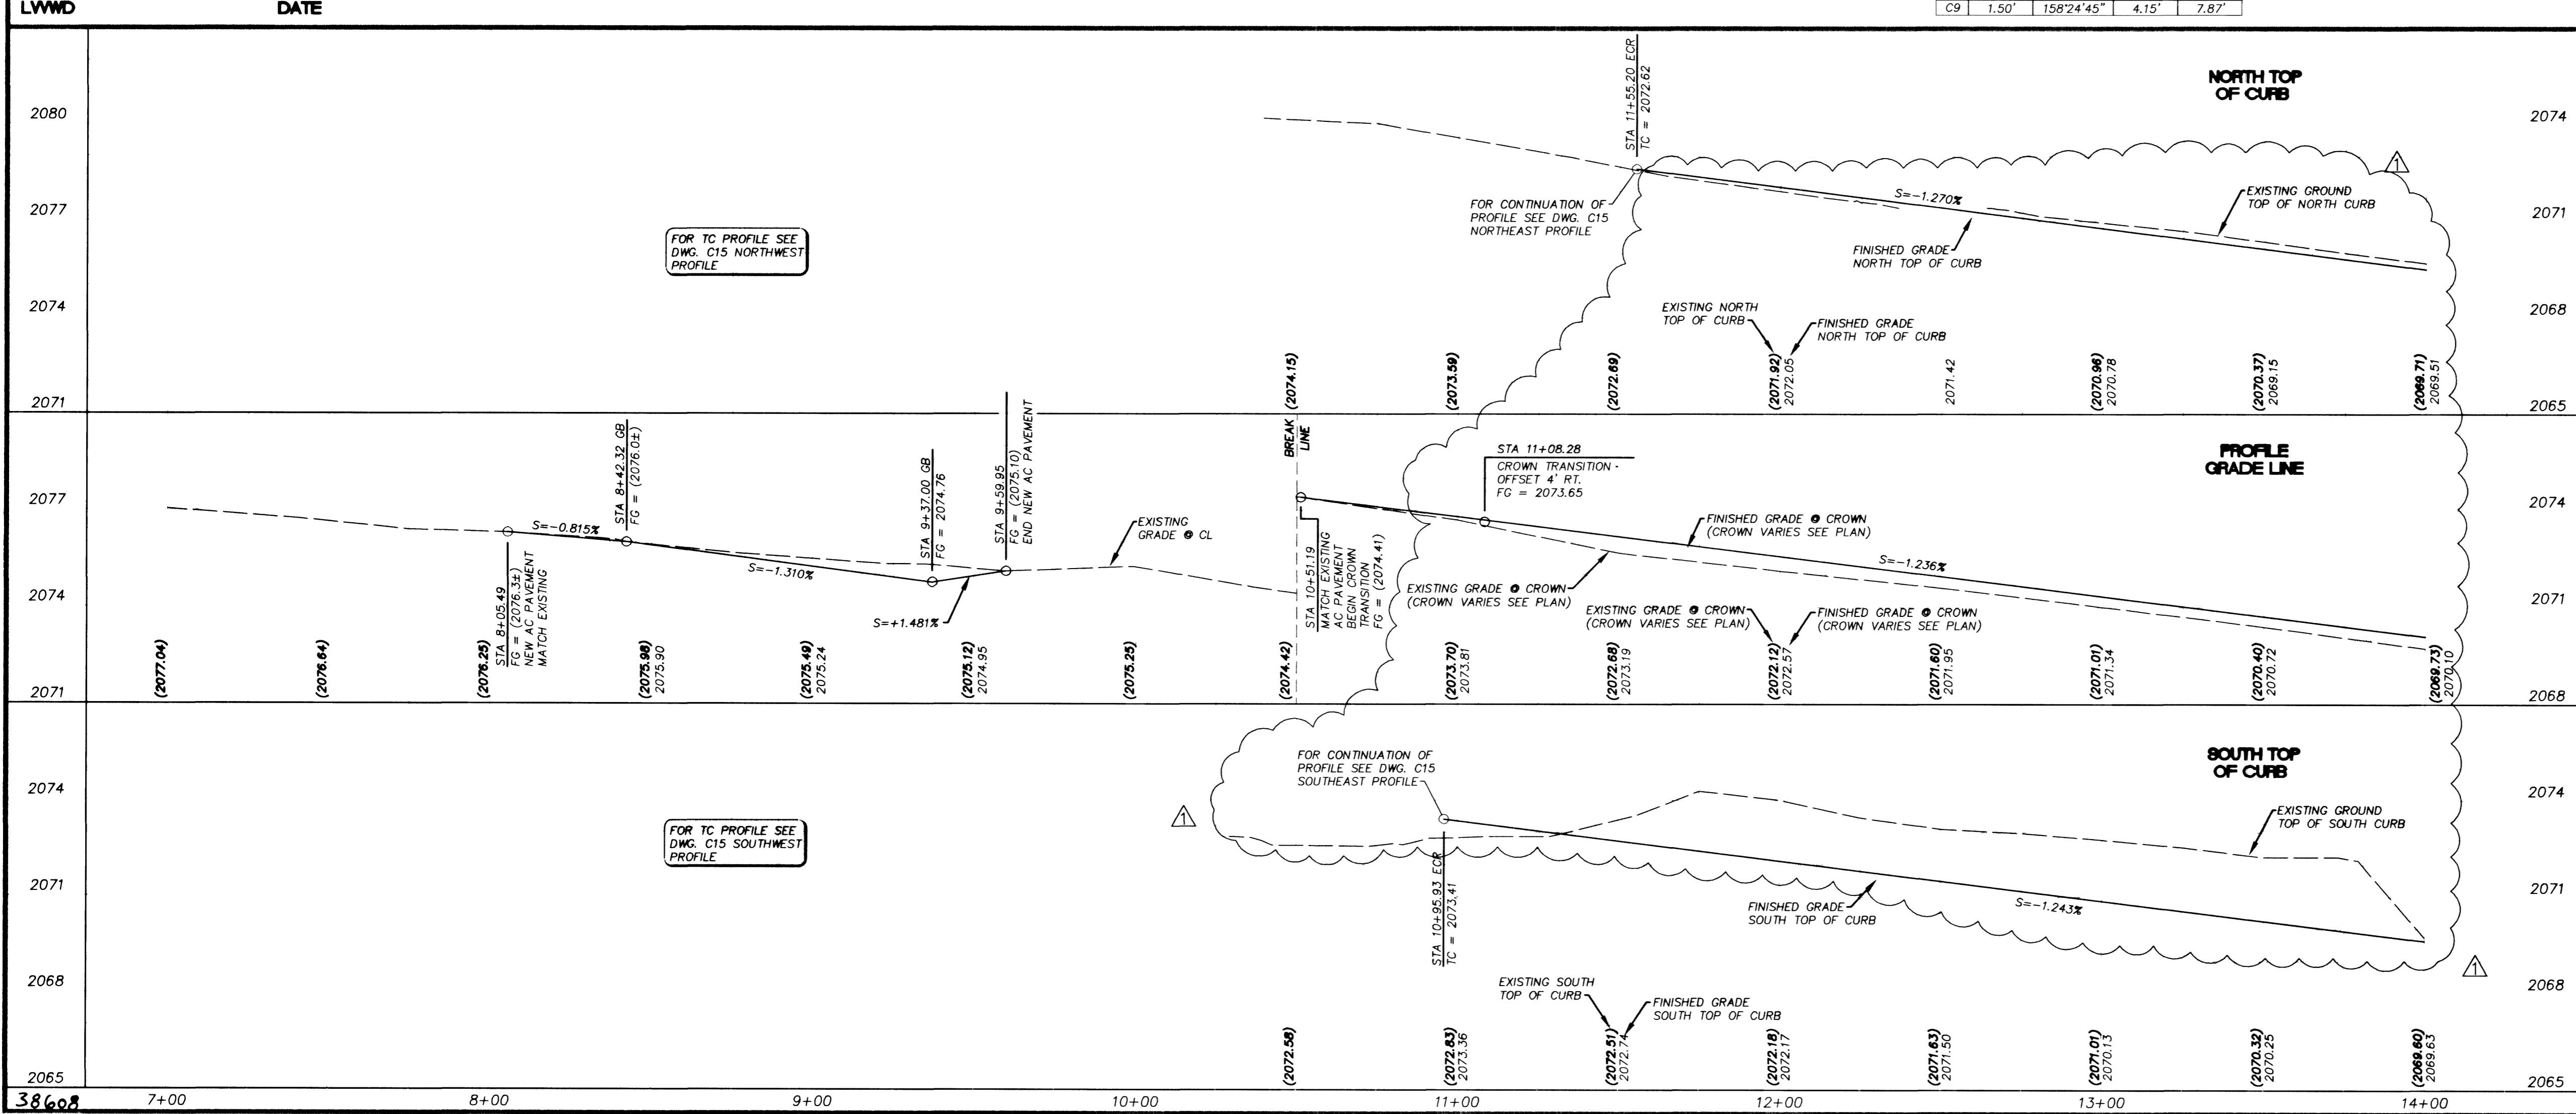 LVVWD
DATE
C9 1.50' 158°24'45" 4.15' 7.87'
2080
2077
2074
2071
2077
2074
2071
2074
2071
2068
2065
FOR TC PROFILE SEE
DWG. C15 NORTHWEST
PROFILE
STA 11+55.20 ECR
TC = 2072.62
NORTH TOP
OF CURB
1
FOR CONTINUATION OF
PROFILE SEE DWG. C15
NORTHEAST PROFILE
S=-1.270%
EXISTING GROUND
TOP OF NORTH CURB
FINISHED GRADE
NORTH TOP OF CURB
EXISTING NORTH
TOP OF CURB
FINISHED GRADE
NORTH TOP OF CURB
(2074.15)
(2073.59)
(2072.69)
(2071.92)
2072.05
2071.42
(2070.96)
2070.78
(2070.37)
2069.15
(2069.71)
2069.51
2074
2071
2068
2065
STA 8+05.49
FG = (2076.3±)
NEW AC PAVEMENT
MATCH EXISTING
S=-0.815%
STA 8+42.32 GB
FG = (2076.0±)
S=-1.310%
STA 9+37.00 GB
FG = 2074.76
STA 9+59.95
FG = (2075.10)
END NEW AC PAVEMENT
S=+1.481%
EXISTING
GRADE @ CL
BREAK
LINE
STA 10+51.19
MATCH EXISTING
AC PAVEMENT
BEGIN CROWN
TRANSITION
FG = (2074.41)
STA 11+08.28
CROWN TRANSITION -
OFFSET 4' RT.
FG = 2073.65
PROFILE
GRADE LINE
FINISHED GRADE @ CROWN
(CROWN VARIES SEE PLAN)
S=-1.236%
EXISTING GRADE @ CROWN
(CROWN VARIES SEE PLAN)
EXISTING GRADE @ CROWN
(CROWN VARIES SEE PLAN)
FINISHED GRADE @ CROWN
(CROWN VARIES SEE PLAN)
(2077.04)
(2076.64)
(2076.25)
(2075.98)
2075.90
(2075.49)
2075.24
(2075.12)
2074.95
(2075.25)
(2074.42)
(2073.70)
2073.81
(2072.68)
2073.19
(2072.12)
2072.57
(2071.60)
2071.95
(2071.01)
2071.34
(2070.40)
2070.72
(2069.73)
2070.10
2074
2071
2068
FOR TC PROFILE SEE
DWG. C15 SOUTHWEST
PROFILE
1
FOR CONTINUATION OF
PROFILE SEE DWG. C15
SOUTHEAST PROFILE
STA 10+95.93 ECR
TC = 2073.41
SOUTH TOP
OF CURB
EXISTING GROUND
TOP OF SOUTH CURB
FINISHED GRADE
SOUTH TOP OF CURB
S=-1.243%
1
EXISTING SOUTH
TOP OF CURB
FINISHED GRADE
SOUTH TOP OF CURB
(2072.58)
(2072.83)
2073.36
(2072.51)
2072.74
(2072.18)
2072.17
(2071.63)
2071.50
(2071.01)
2070.13
(2070.32)
2070.25
(2069.60)
2069.63
2074
2071
2068
2065
38608
7+00
8+00
9+00
10+00
11+00
12+00
13+00
14+00